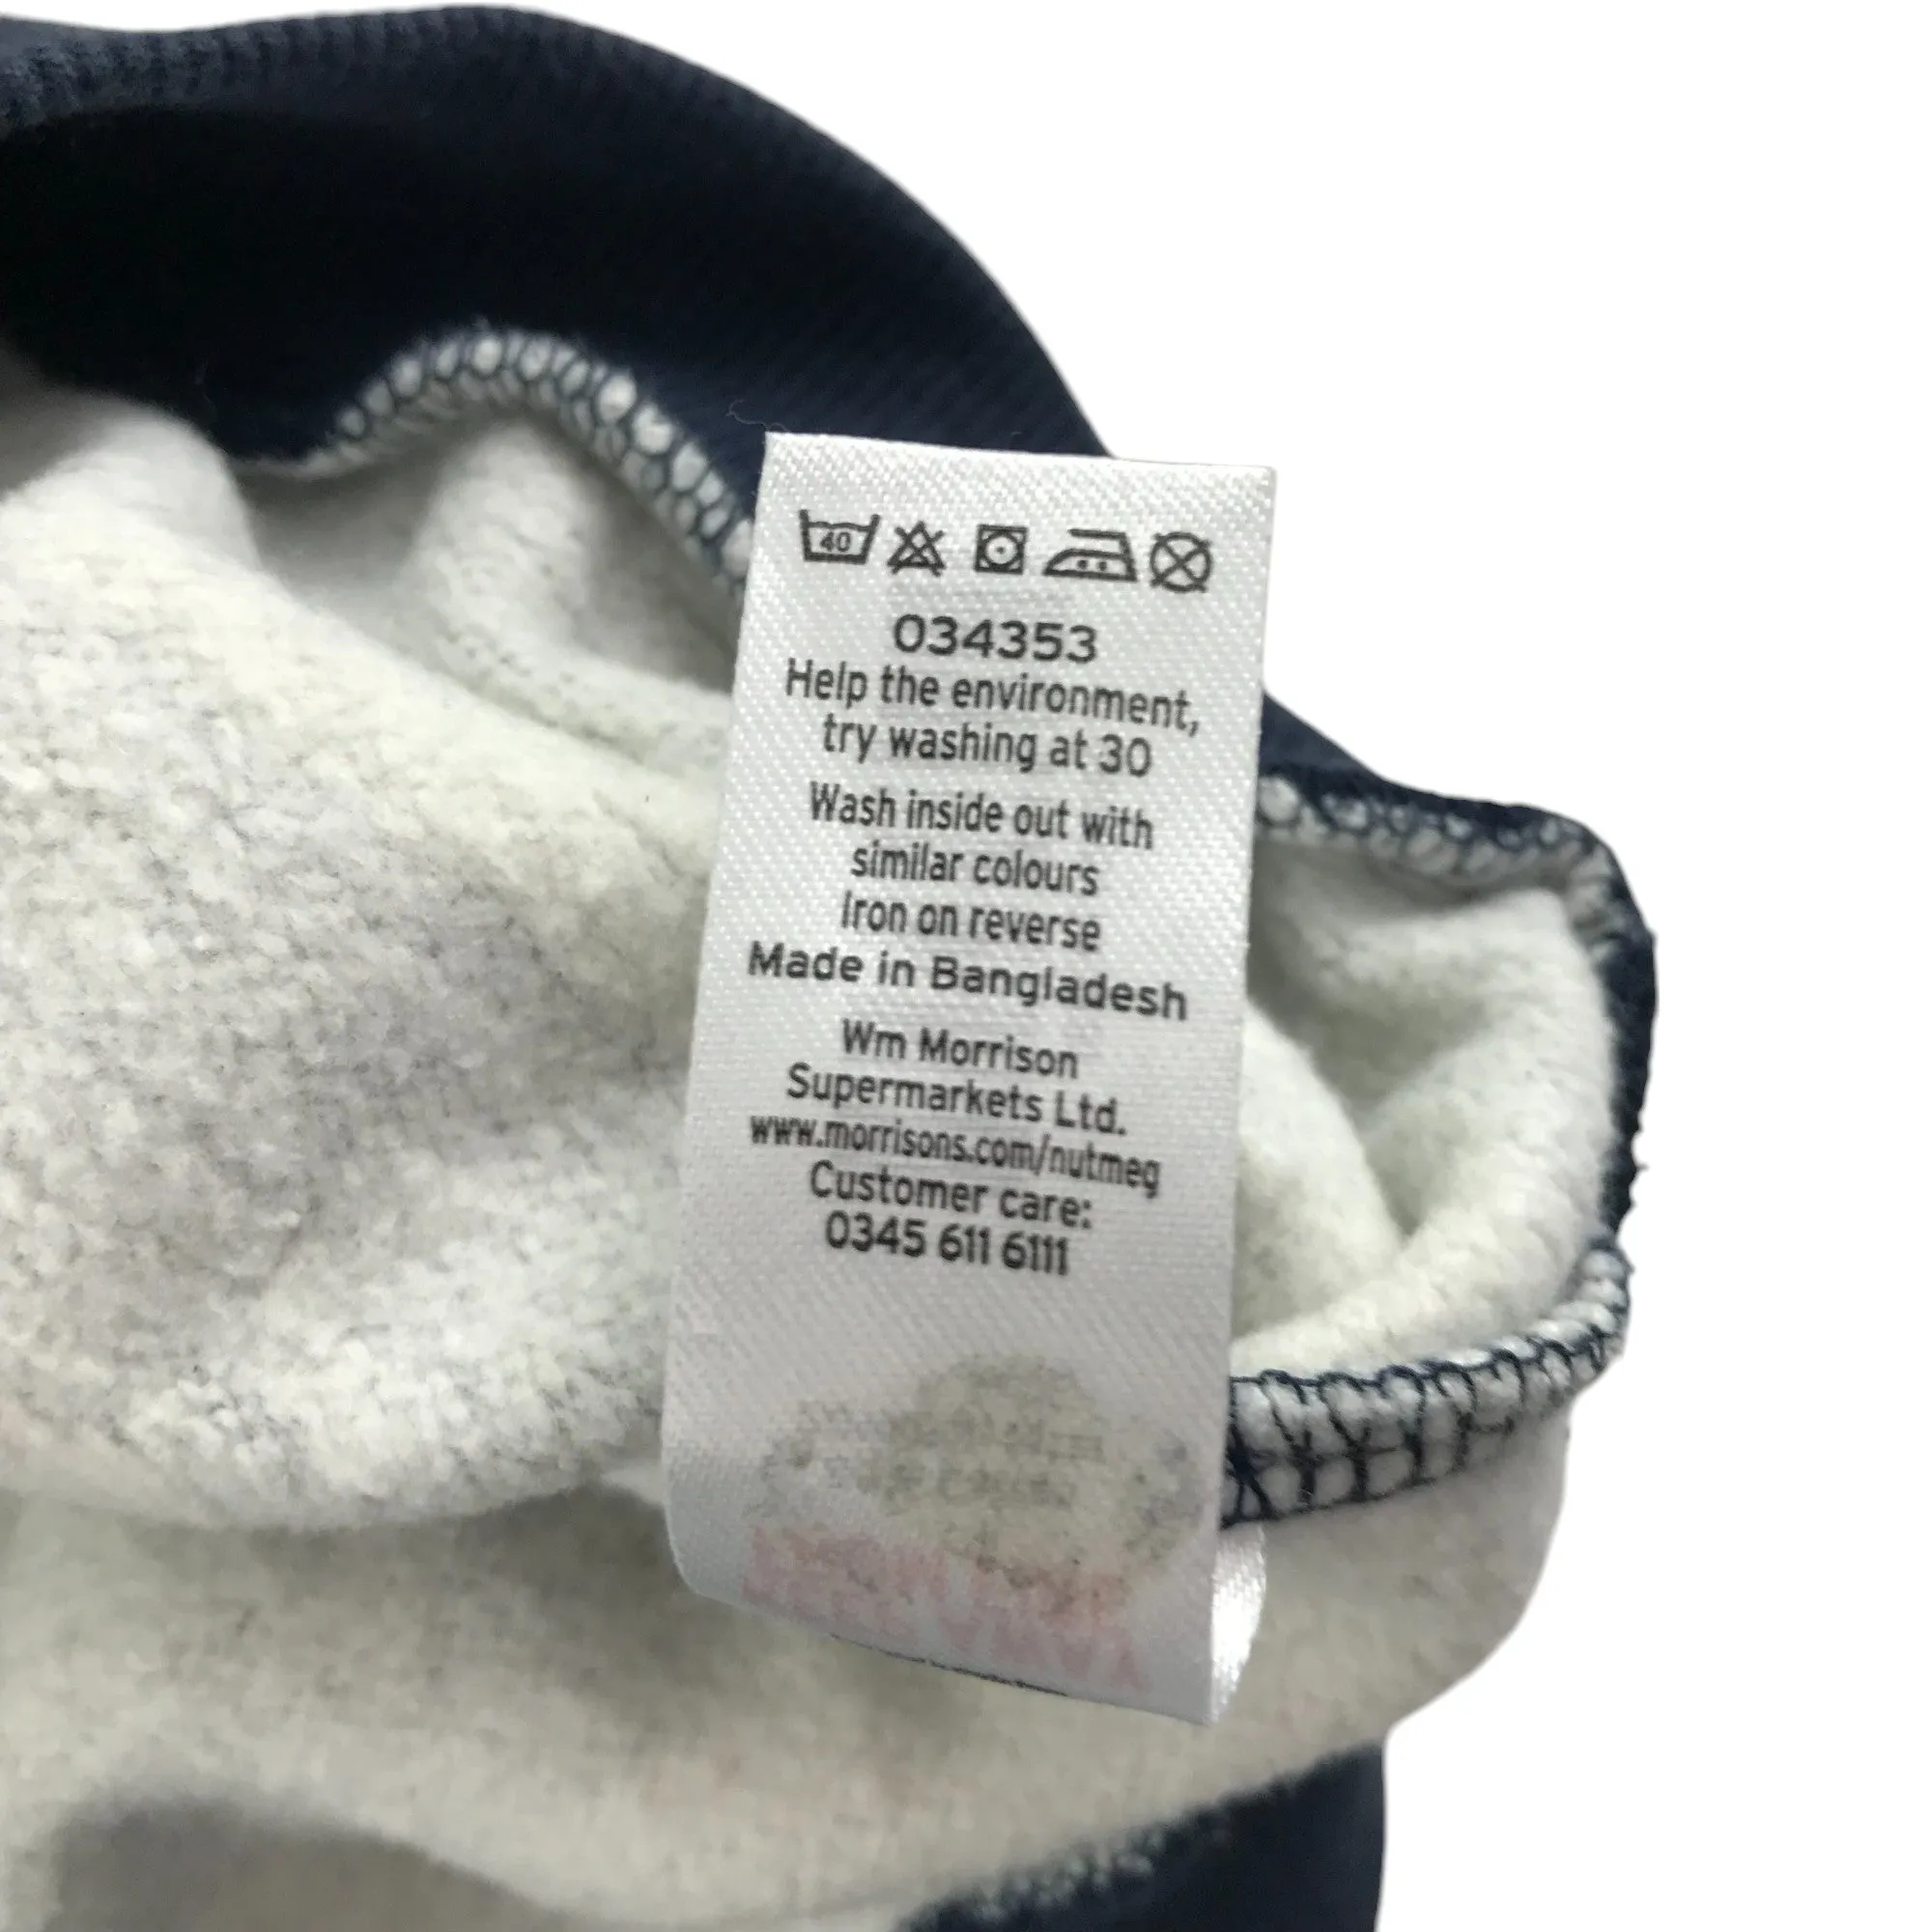 40
034353
Help the environment,
try washing at 30
Wash inside out with
similar colours
Iron on reverse
Made in Bangladesh
Wm Morrison
Supermarkets Ltd.
www.morrisons.com/nutmeg
Customer care:
0345 611 6111